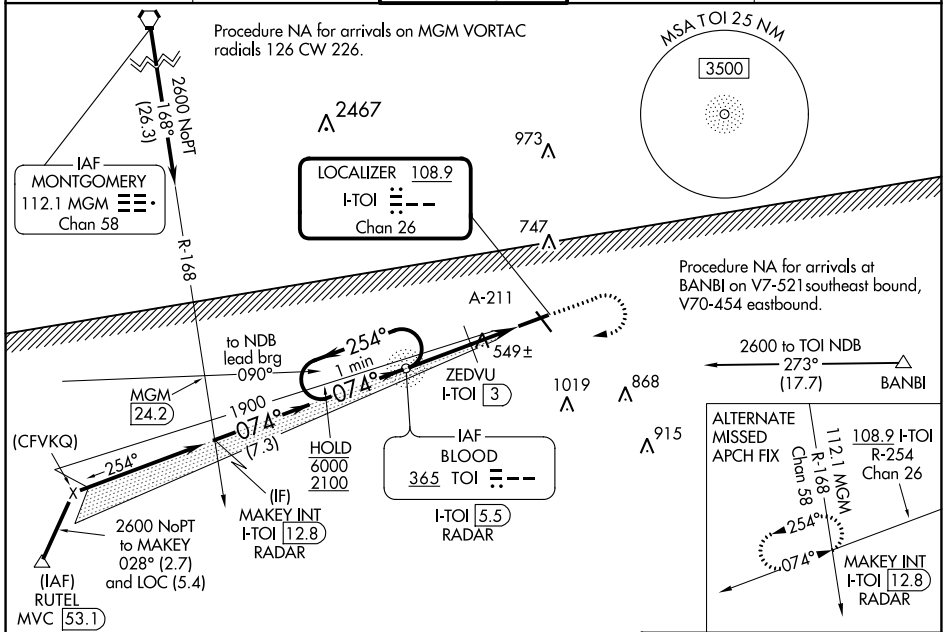 Procedure NA for arrivals on MGM VORTAC
radials 126 CW 226.
MSA TOI 25 NM
3500
2600 NoPT
168°
(26.3)
2467
973
IAF
MONTGOMERY
112.1 MGM
Chan 58
LOCALIZER 108.9
I-TOI
Chan 26
747
R-168
Procedure NA for arrivals at
BANBI on V7-521 southeast bound,
V70-454 eastbound.
A-211
to NDB
lead brg
090°
254°
1 min
074°
549±
ZEDVU
I-TOI 3
2600 to TOI NDB
273°
(17.7)
BANBI
MGM
24.2
1900
074°
(7.3)
1019
868
915
(CFVKQ)
254°
HOLD
6000
2100
IAF
BLOOD
365 TOI
I-TOI 5.5
RADAR
(IF)
MAKEY INT
I-TOI 12.8
RADAR
2600 NoPT
to MAKEY
028° (2.7)
and LOC (5.4)
(IAF)
RUTEL
MVC 53.1
ALTERNATE
MISSED
APCH FIX
112.1 MGM
R-168
Chan 58
108.9 I-TOI
R-254
Chan 26
254°
074°
MAKEY INT
I-TOI 12.8
RADAR